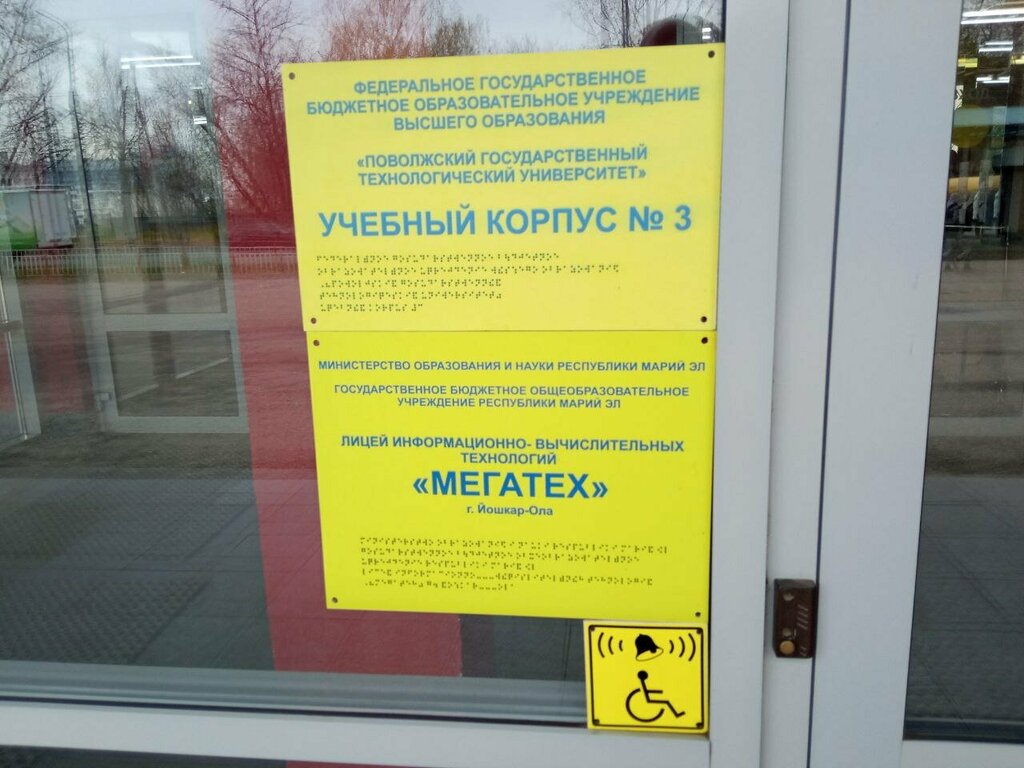 ФЕДЕРАЛЬНОЕ ГОСУДАРСТВЕННОЕ
БЮДЖЕТНОЕ ОБРАЗОВАТЕЛЬНОЕ УЧРЕЖДЕНИЕ
ВЫСШЕГО ОБРАЗОВАНИЯ
«ПОВОЛЖСКИЙ ГОСУДАРСТВЕННЫЙ
ТЕХНОЛОГИЧЕСКИЙ УНИВЕРСИТЕТ»
УЧЕБНЫЙ КОРПУС № 3
МИНИСТЕРСТВО ОБРАЗОВАНИЯ И НАУКИ РЕСПУБЛИКИ МАРИЙ ЭЛ
ГОСУДАРСТВЕННОЕ БЮДЖЕТНОЕ ОБЩЕОБРАЗОВАТЕЛЬНОЕ
УЧРЕЖДЕНИЕ РЕСПУБЛИКИ МАРИЙ ЭЛ
ЛИЦЕЙ ИНФОРМАЦИОННО- ВЫЧИСЛИТЕЛЬНЫХ
ТЕХНОЛОГИЙ
«МЕГАТЕХ»
г. Йошкар-Ола